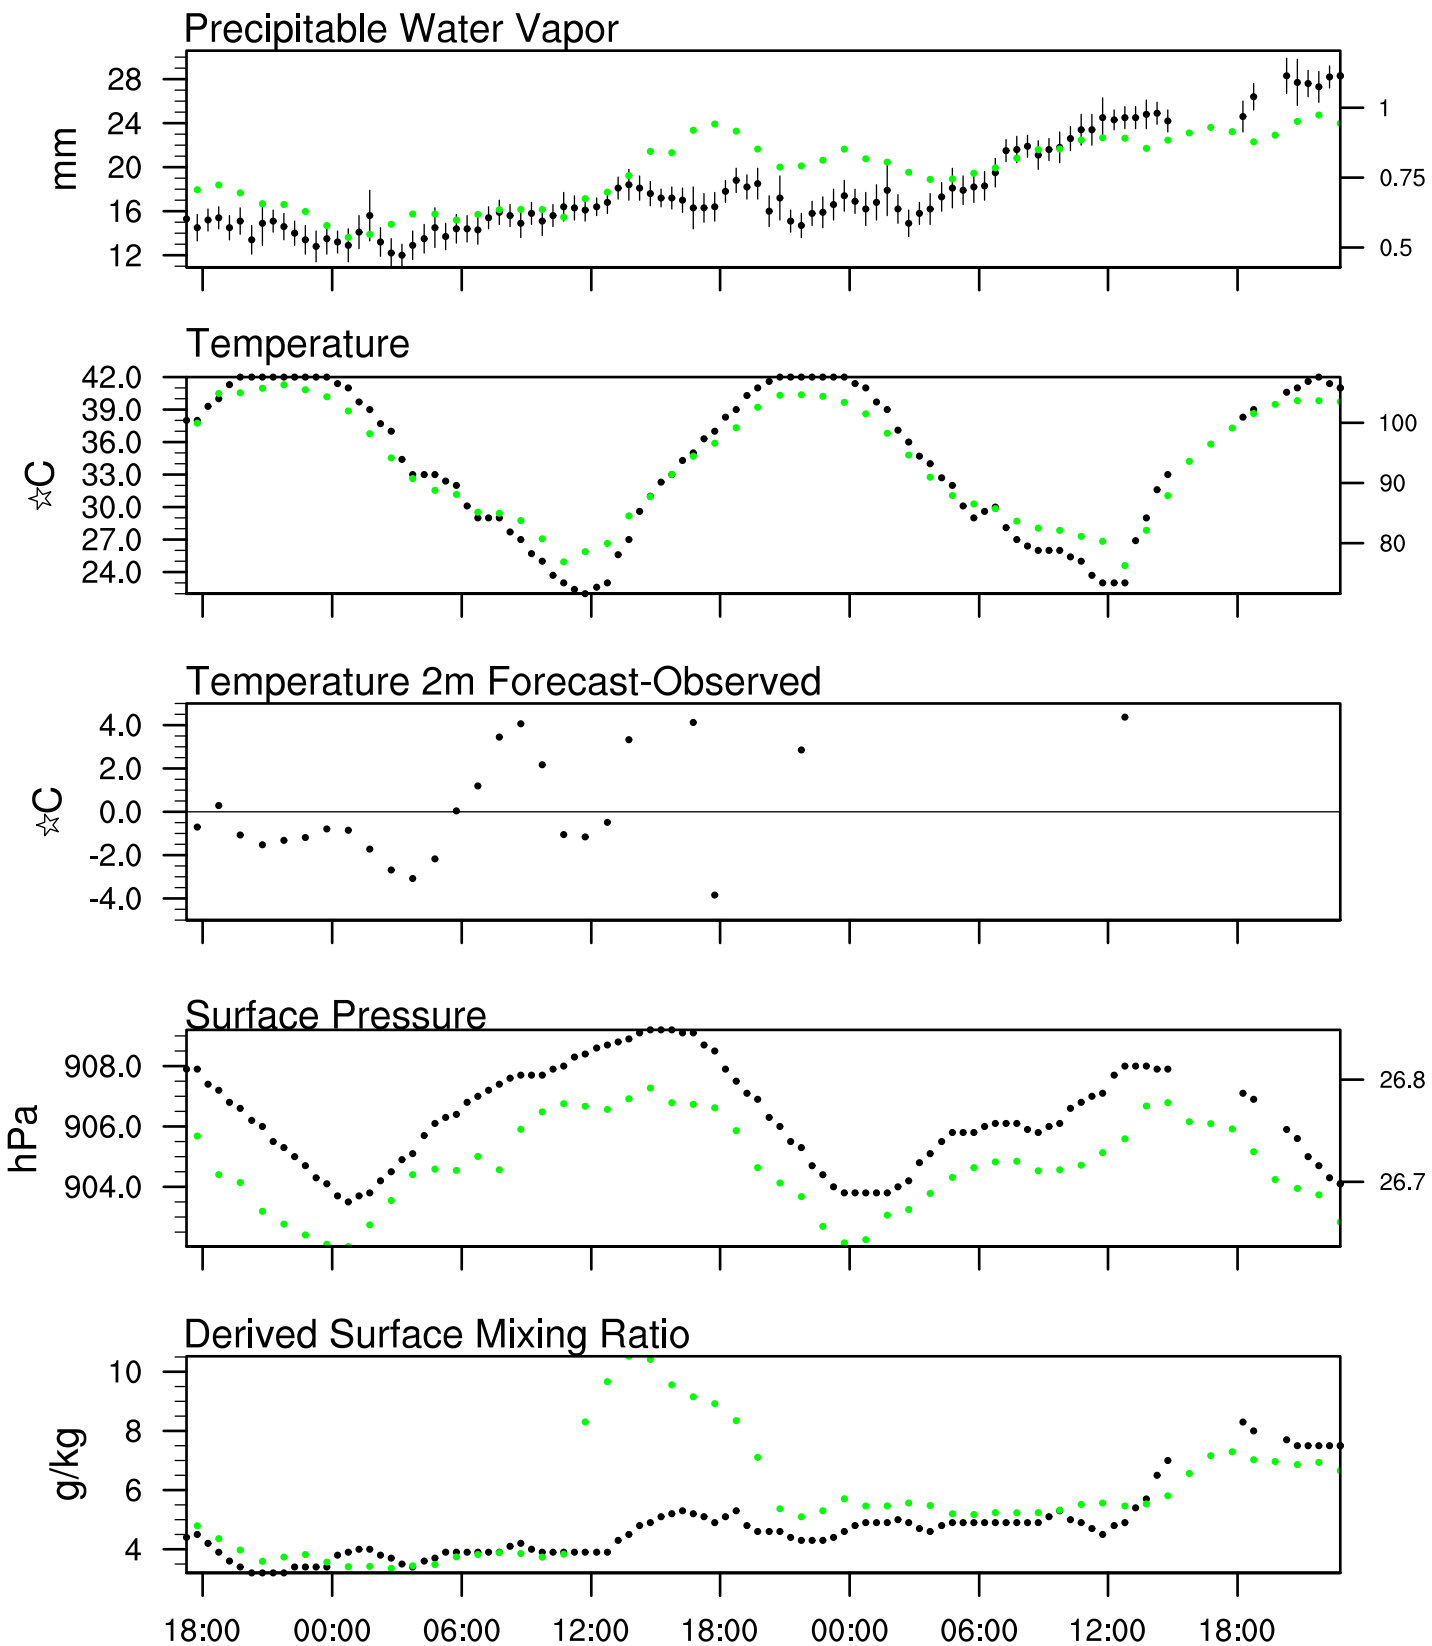 Precipitable Water Vapor
28
24
20
16
12
mm
1
0.75
0.5
Temperature
42.0
39.0
36.0
33.0
30.0
27.0
24.0
☆C
100
90
80
Temperature 2m Forecast-Observed
4.0
2.0
0.0
-2.0
-4.0
☆C
Surface Pressure
908.0
906.0
904.0
hPa
26.8
26.7
Derived Surface Mixing Ratio
10
8
6
4
g/kg
18:00 00:00 06:00 12:00 18:00 00:00 06:00 12:00 18:00